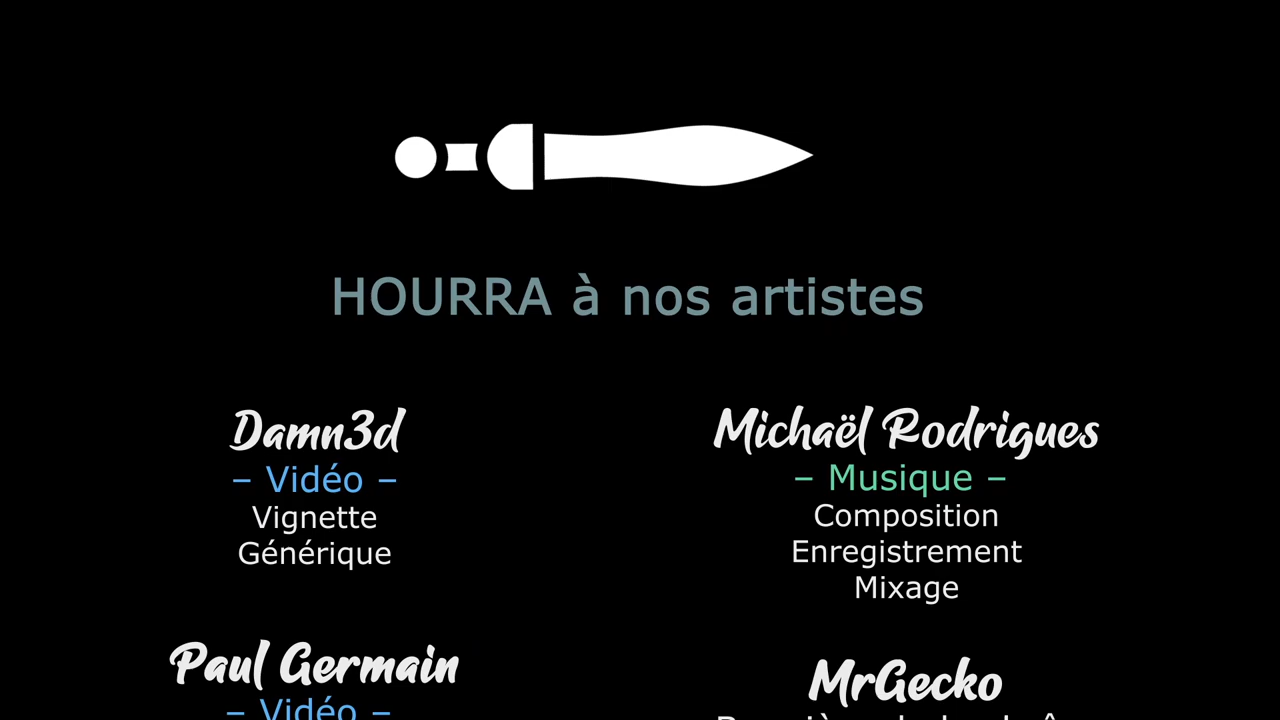 HOURRA à nos artistes
Damn3d
– Vidéo –
Vignette
Générique
Michaël Rodrigues
– Musique –
Composition
Enregistrement
Mixage
Paul Germain
– Vidéo –
MrGecko